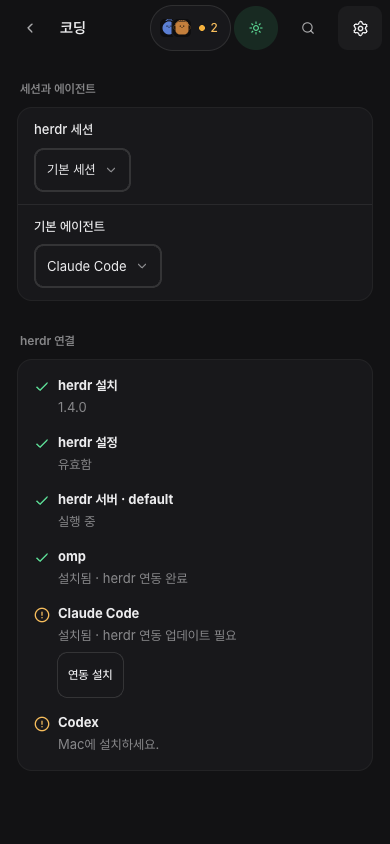 코딩
2
세션과 에이전트
herdr 세션
기본 세션
기본 에이전트
Claude Code
herdr 연결
herdr 설치
1.4.0
herdr 설정
유효함
herdr 서버 · default
실행 중
omp
설치됨 · herdr 연동 완료
Claude Code
설치됨 · herdr 연동 업데이트 필요
연동 설치
Codex
Mac에 설치하세요.